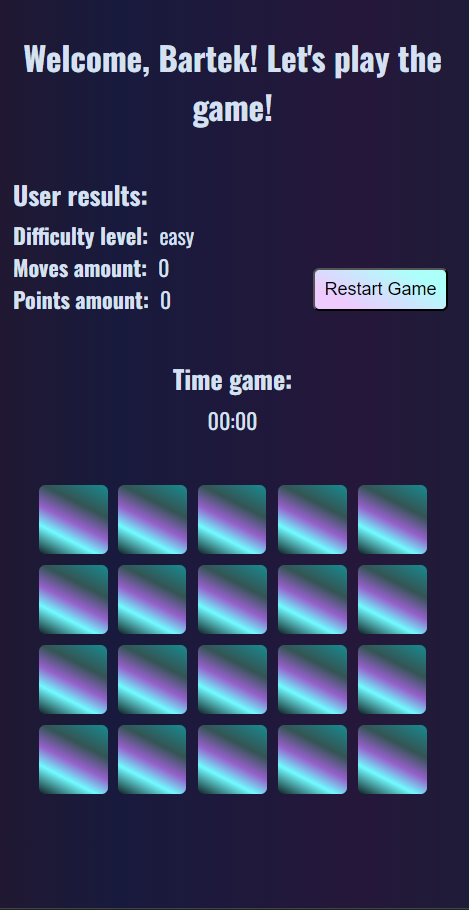 Welcome, Bartek! Let's play the
game!
User results:
Difficulty level: easy
Moves amount: 0
Points amount: 0
Restart Game
Time game:
00:00